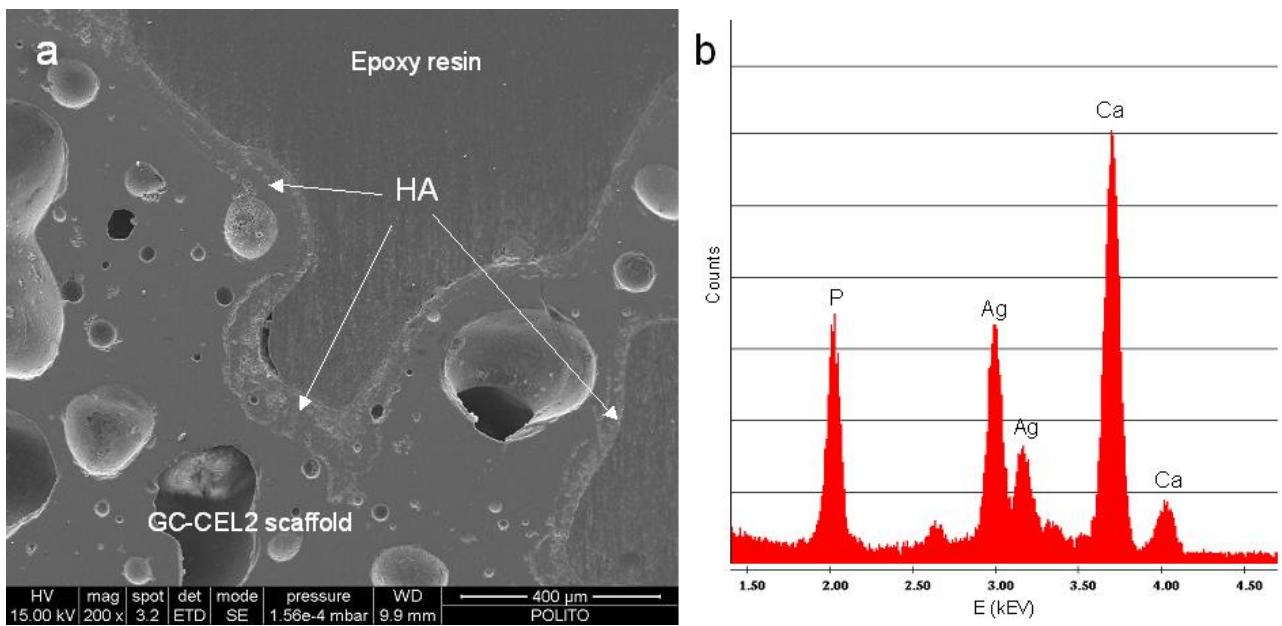 a
Epoxy resin
HA
GC-CEL2 scaffold
HV mag spot det mode pressure WD 400 µm
15.00 kV 200 x 3.2 ETD SE 1.56e-4 mbar 9.9 mm POLITO
b
Ca
P
Ag
Ag
Ca
Counts
1.50 2.00 2.50 3.00 3.50 4.00 4.50
E (kEV)